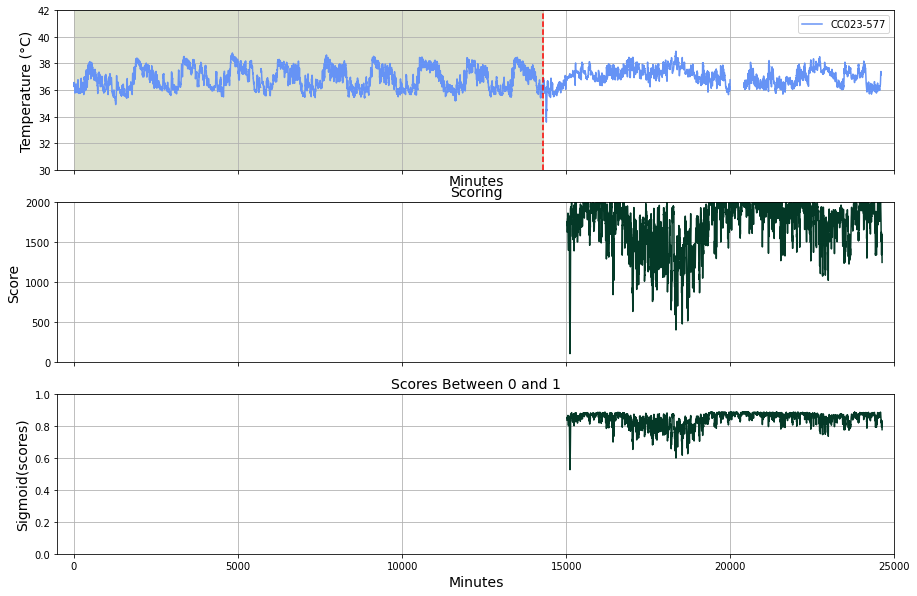 42
40
38
36
34
32
30
Temperature (°C)
CC023-577
Minutes
Scoring
2000
1500
1000
500
0
Score
Scores Between 0 and 1
1.0
0.8
0.6
0.4
0.2
0.0
Sigmoid(scores)
0 5000 10000 15000 20000 25000
Minutes